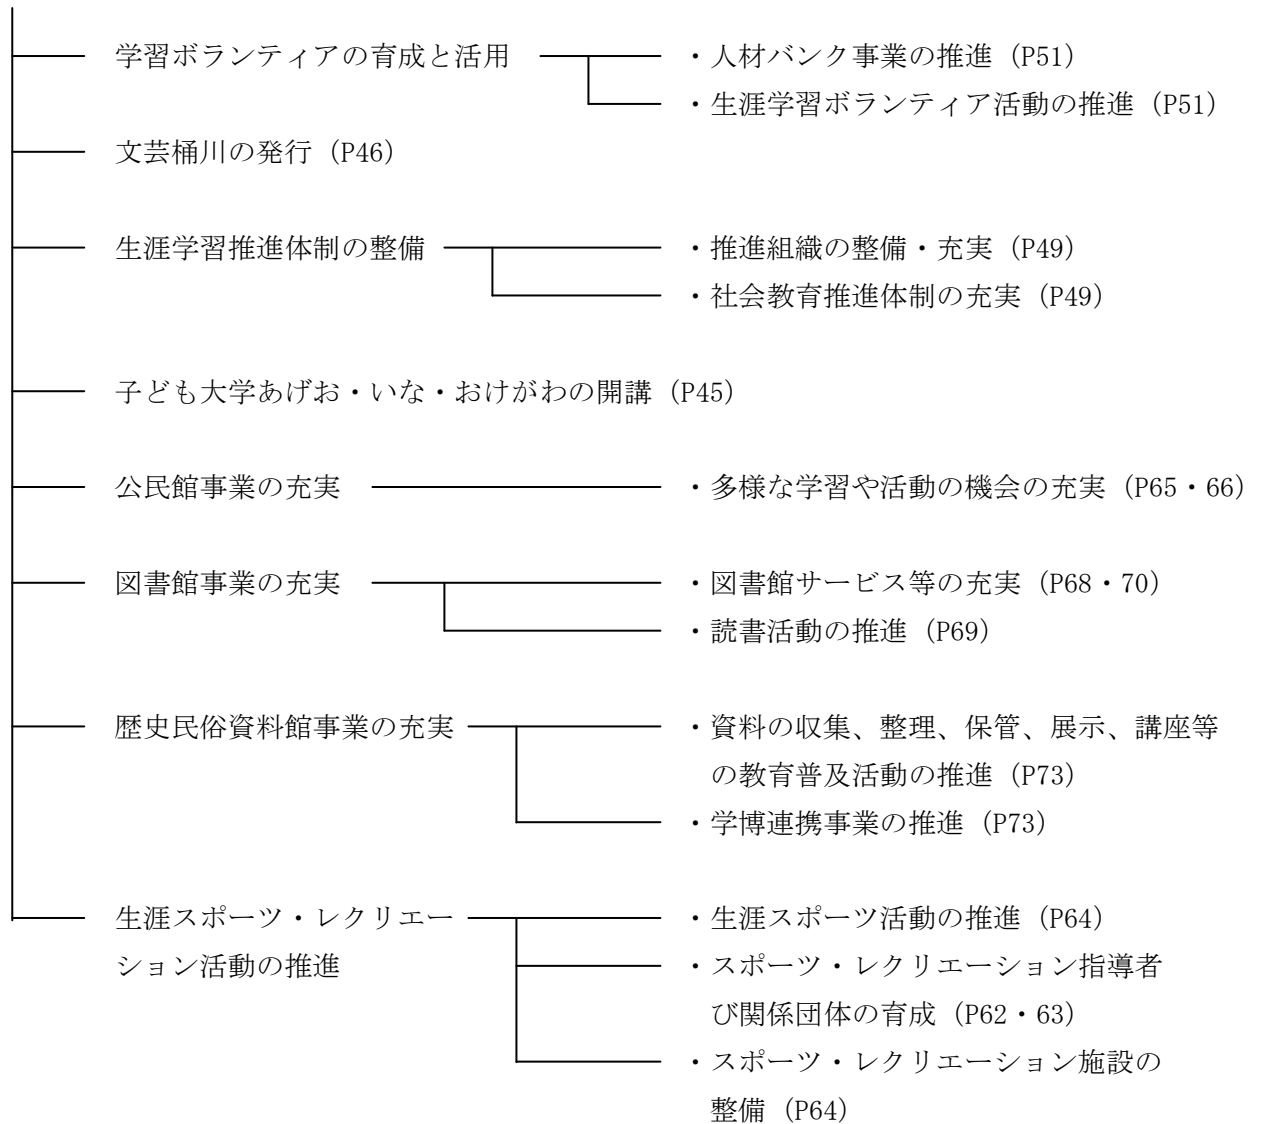 学習ボランティアの育成と活用 ・人材バンク事業の推進（P51）
・生涯学習ボランティア活動の推進（P51）
文芸桶川の発行（P46）
生涯学習推進体制の整備 ・推進組織の整備・充実（P49）
・社会教育推進体制の充実（P49）
子ども大学あげお・いな・おけがわの開講（P45）
公民館事業の充実 ・多様な学習や活動の機会の充実（P65・66）
図書館事業の充実 ・図書館サービス等の充実（P68・70）
・読書活動の推進（P69）
歴史民俗資料館事業の充実 ・資料の収集、整理、保管、展示、講座等
の教育普及活動の推進（P73）
・学博連携事業の推進（P73）
生涯スポーツ・レクリエー ・生涯スポーツ活動の推進（P64）
ション活動の推進 ・スポーツ・レクリエーション指導者
び関係団体の育成（P62・63）
・スポーツ・レクリエーション施設の
整備（P64）